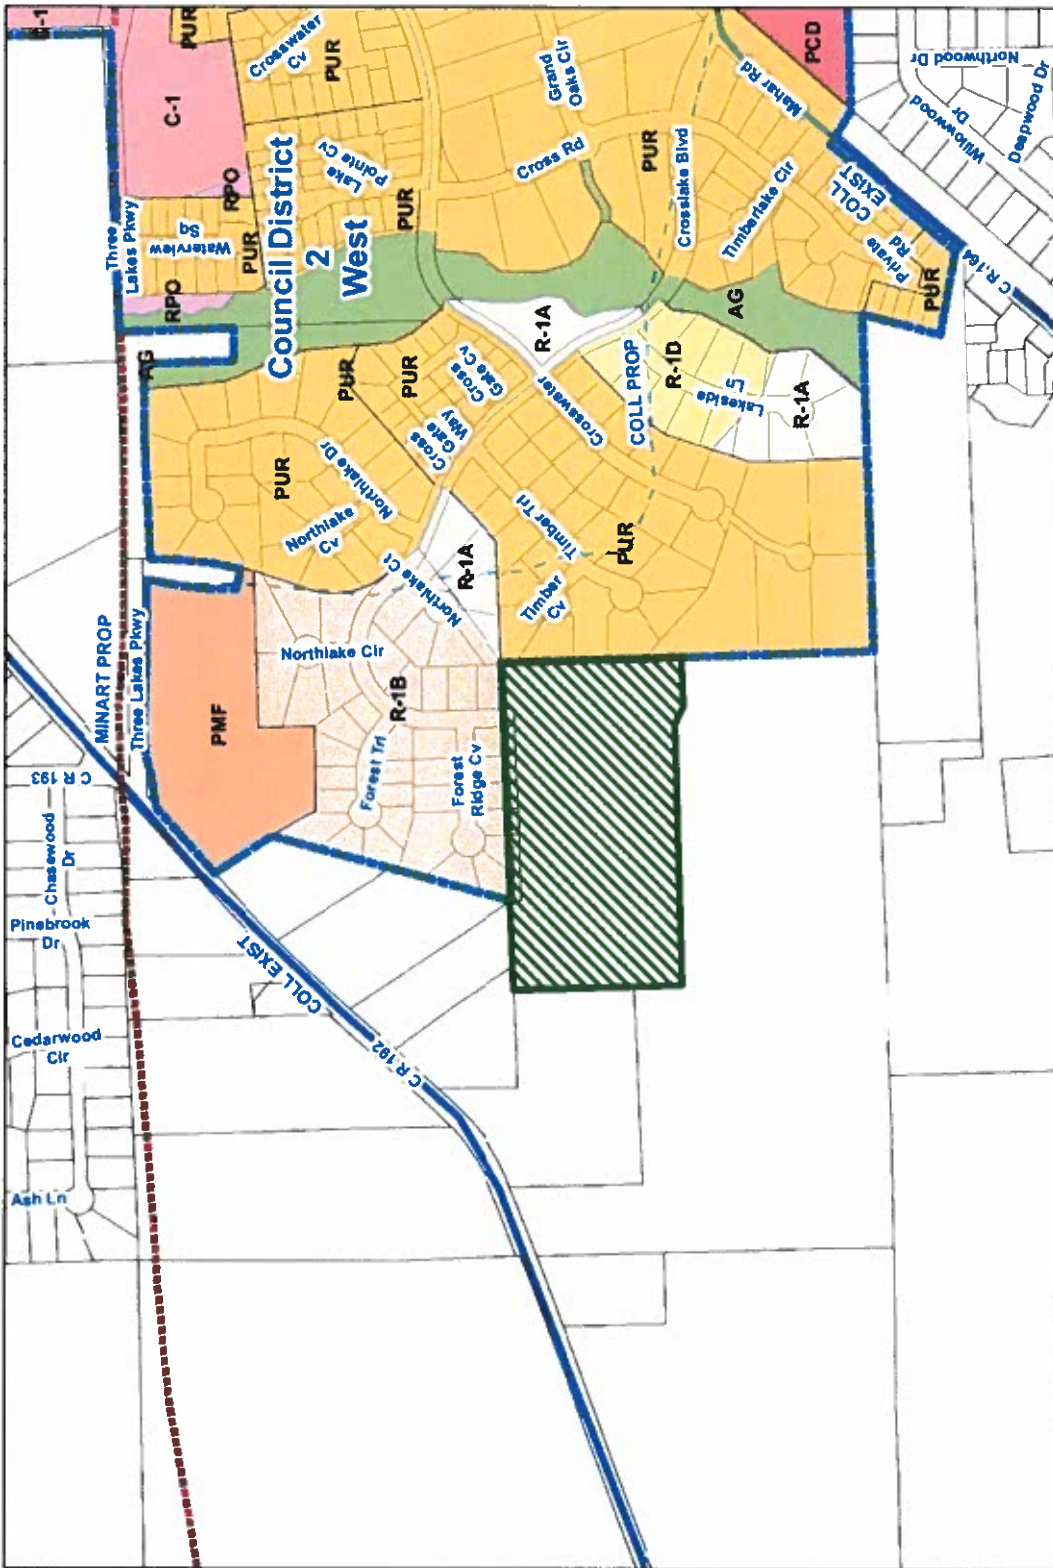 PUR
Crosswater
Cv
PUR
C-1
Grand
Oaks Cir
Mahar Rd
PCD
Northwood Dr
Willowwood
Dr
Deepwood Dr
Three
Lakes Pkwy
RPO
Waterview
Sq
PUR
Council District
2
West
Lake
Pointe Cv
PUR
Cross Rd
PUR
Crosslake Blvd
Timberlake Cir
COLL
EXIST
Private
Rd
PUR
C R 164
RPO
AG
R-1A
AG
PUR
PUR
Cross
Gate Cv
Cross
Gate
Way
Crosswater
COLL PROP
R-1D
Lakeside
Ln
R-1A
PUR
Northlake Dr
Northlake
Cv
Northlake Ct
R-1A
Timber Trl
Timber
Cv
PUR
MINART PROP
Three Lakes Pkwy
PMF
Northlake Cir
R-1B
Forest Trl
Forest
Ridge Cv
C R 193
Chasewood
Dr
Pinebrook
Dr
COLL EXIST
Cedarwood
Cir
C R 192
Ash Ln